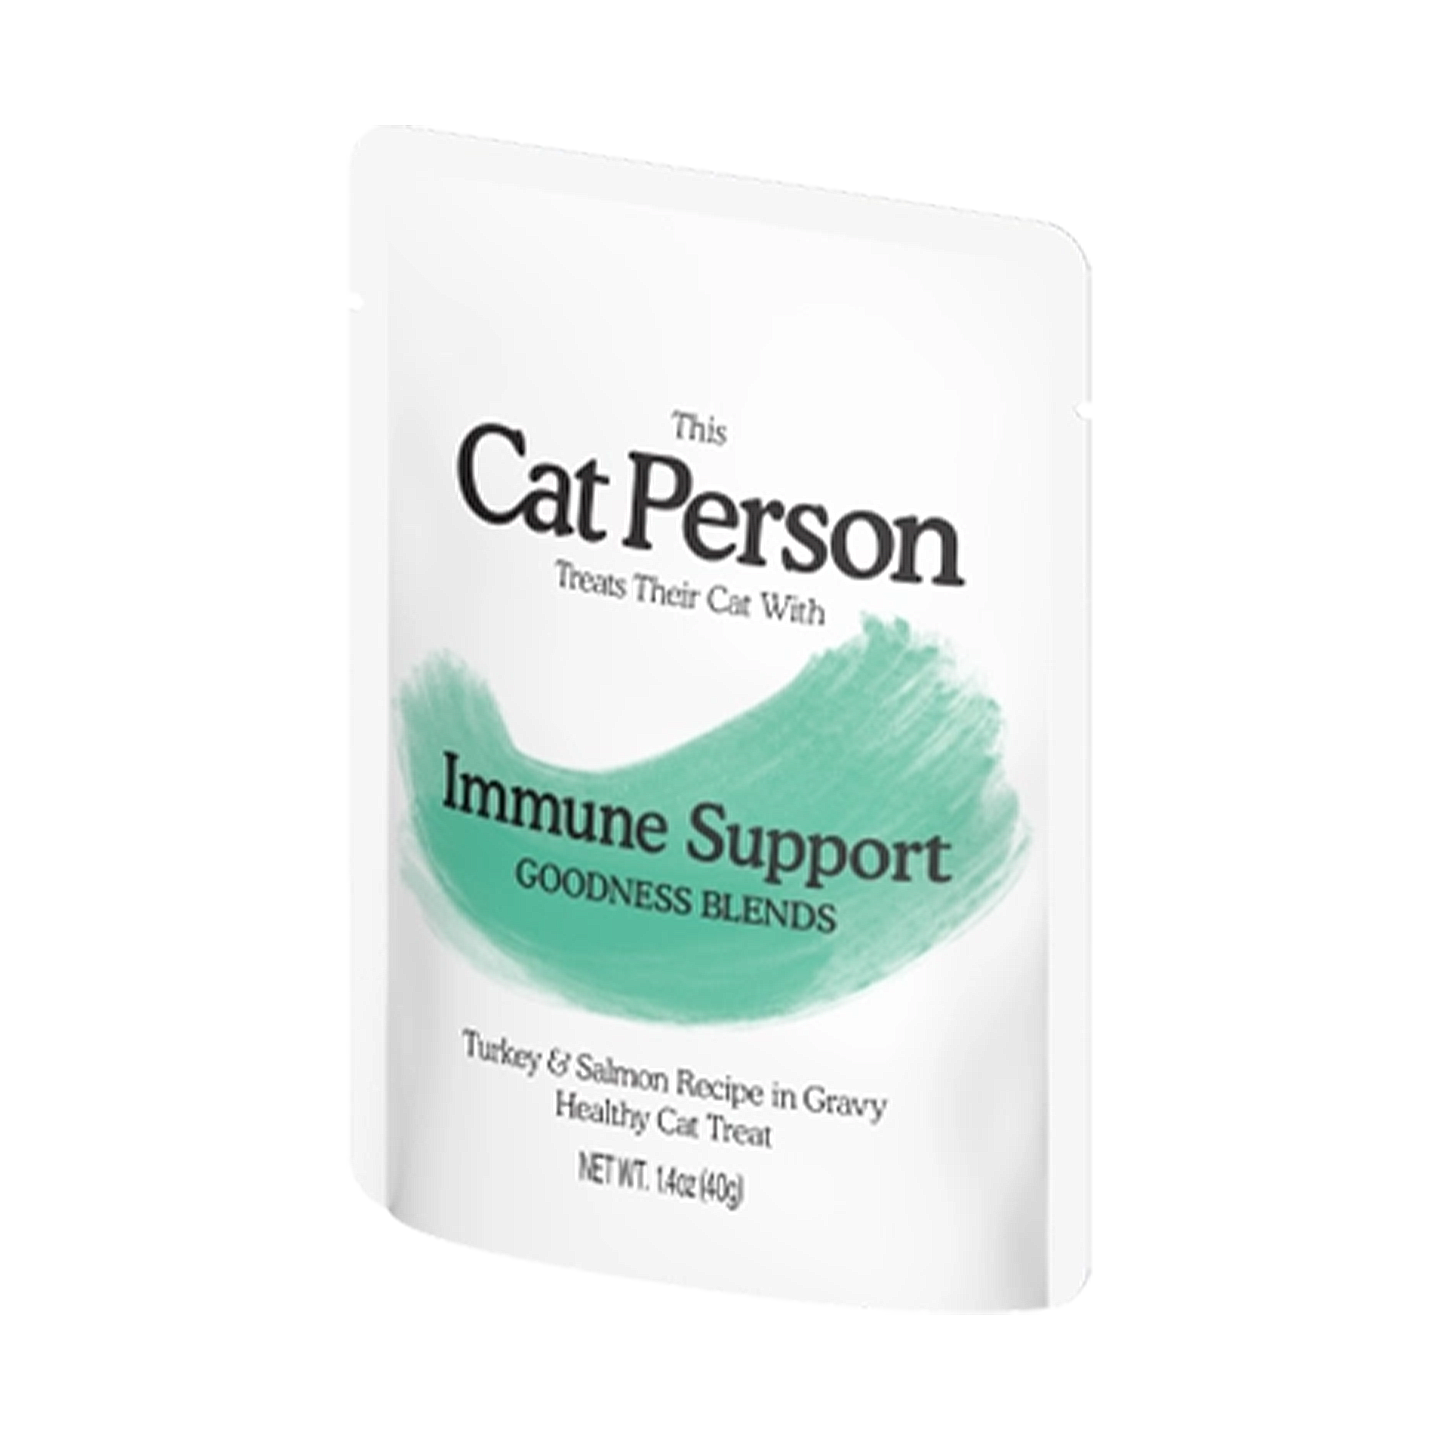 This
Cat Person
Treats Their Cat With
Immune Support
GOODNESS BLENDS
Turkey & Salmon Recipe in Gravy
Healthy Cat Treat
NET WT. 1.4oz (40g)